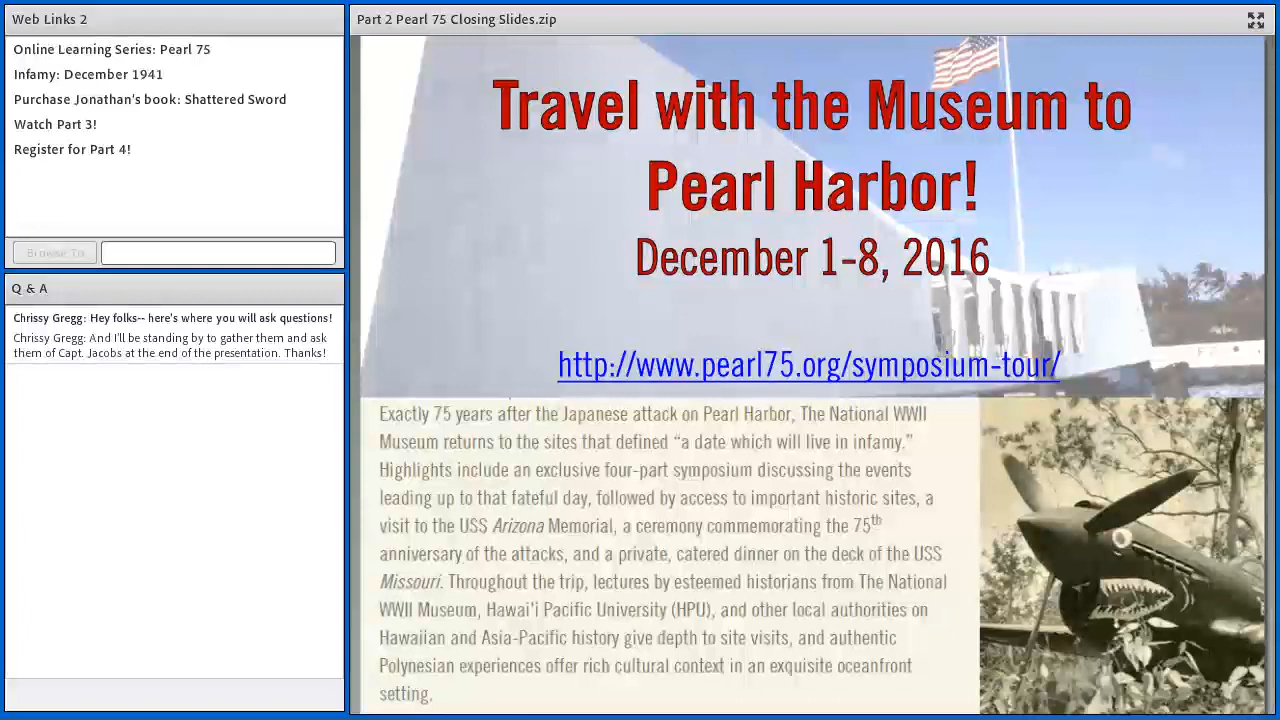 Web Links 2
Online Learning Series: Pearl 75
Infamy: December 1941
Purchase Jonathan's book: Shattered Sword
Watch Part 3!
Register for Part 4!
Browse To
Q & A
Chrissy Gregg: Hey folks-- here's where you will ask questions!
Chrissy Gregg: And I'll be standing by to gather them and ask
them of Capt. Jacobs at the end of the presentation. Thanks!
Part 2 Pearl 75 Closing Slides.zip
Travel with the Museum to
Pearl Harbor!
December 1-8, 2016
http://www.pearl75.org/symposium-tour/
Exactly 75 years after the Japanese attack on Pearl Harbor, The National WWII
Museum returns to the sites that defined “a date which will live in infamy.”
Highlights include an exclusive four-part symposium discussing the events
leading up to that fateful day, followed by access to important historic sites, a
visit to the USS Arizona Memorial, a ceremony commemorating the 75th
anniversary of the attacks, and a private, catered dinner on the deck of the USS
Missouri. Throughout the trip, lectures by esteemed historians from The National
WWII Museum, Hawai'i Pacific University (HPU), and other local authorities on
Hawaiian and Asia-Pacific history give depth to site visits, and authentic
Polynesian experiences offer rich cultural context in an exquisite oceanfront
setting.